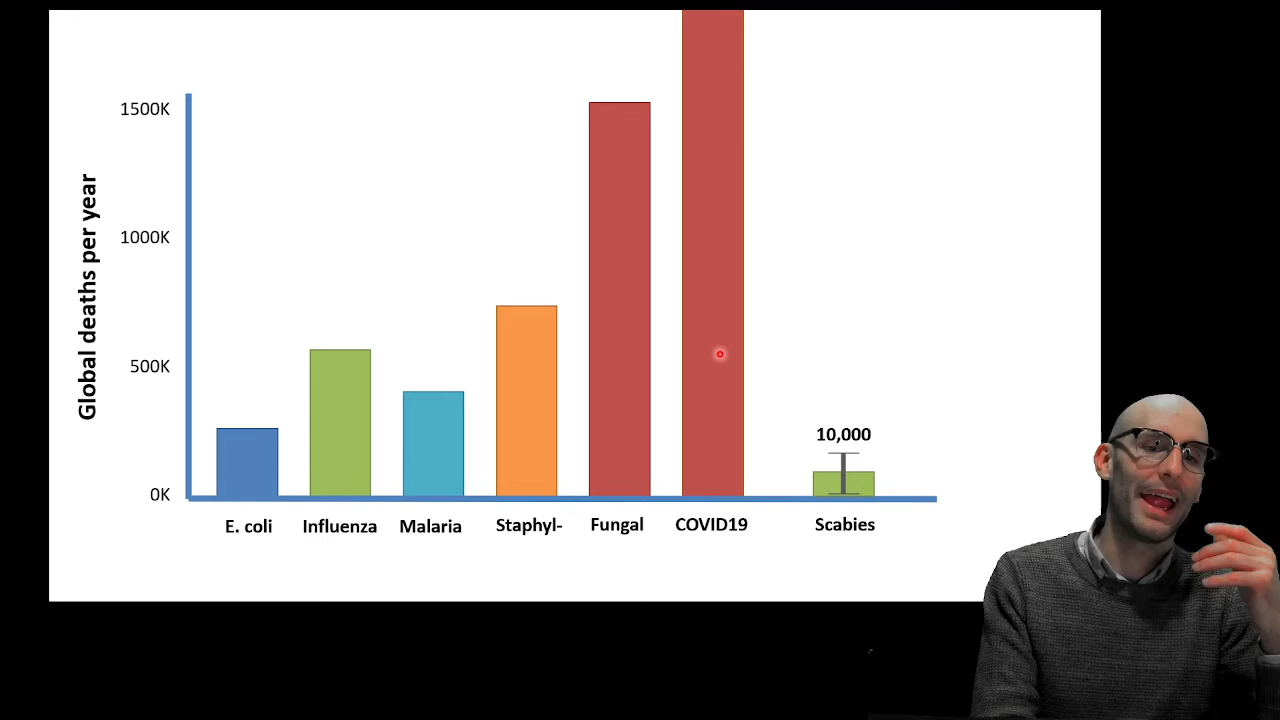 1500K
1000K
500K
0K
Global deaths per year
10,000
E. coli
Influenza
Malaria
Staphyl-
Fungal
COVID19
Scabies